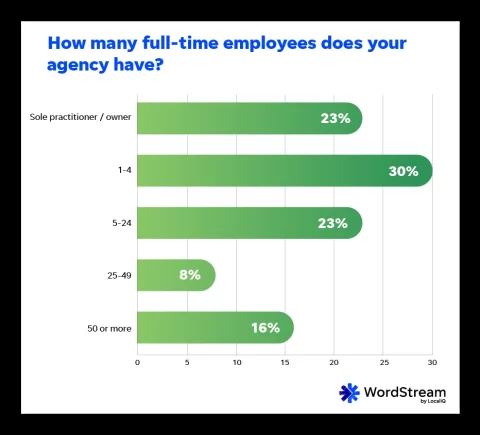 How many full-time employees does your
agency have?
Sole practitioner / owner
23%
1-4
30%
5-24
23%
25-49
8%
50 or more
16%
0 5 10 15 20 25 30
WordStream
by LocaliQ